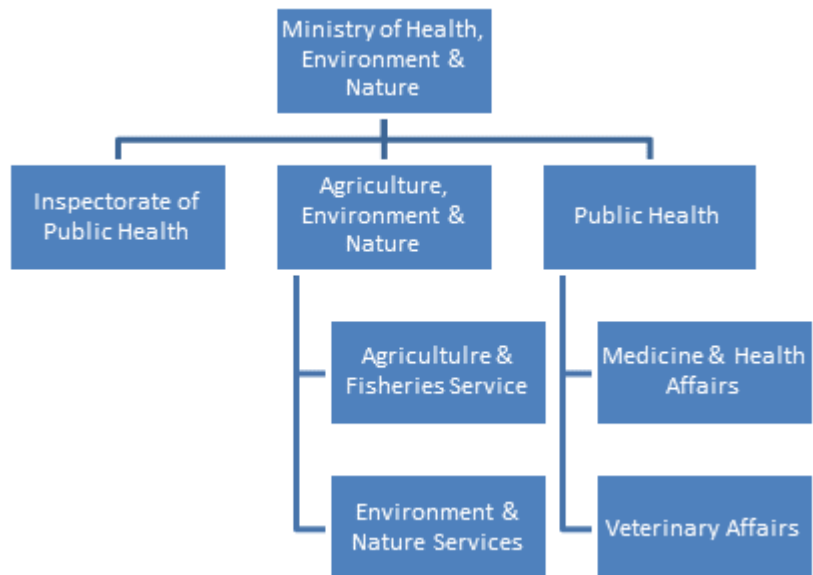 Ministry of Health,
Environment &
Nature
Inspectorate of
Public Health
Agriculture,
Environment &
Nature
Public Health
Agricultulre &
Fisheries Service
Medicine & Health
Affairs
Environment &
Nature Services
Veterinary Affairs